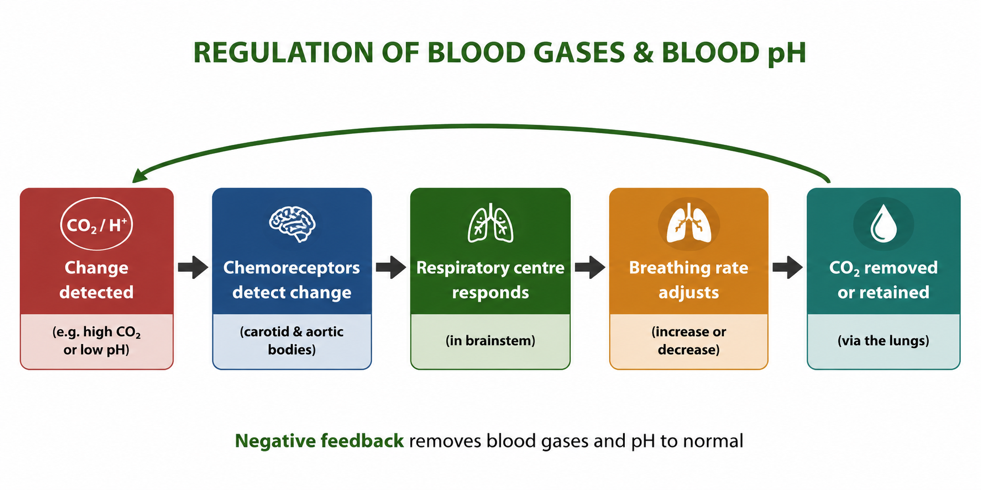 REGULATION OF BLOOD GASES & BLOOD pH
CO₂ / H⁺
Change
detected
(e.g. high CO₂
or low pH)
Chemoreceptors
detect change
(carotid & aortic
bodies)
Respiratory centre
responds
(in brainstem)
Breathing rate
adjusts
(increase or
decrease)
CO₂ removed
or retained
(via the lungs)
Negative feedback removes blood gases and pH to normal